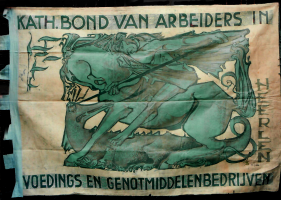 KATH. BOND VAN ARBEIDERS IN
HEERLEN
VOEDINGS EN GENOTMIDDELENBEDRIJVEN